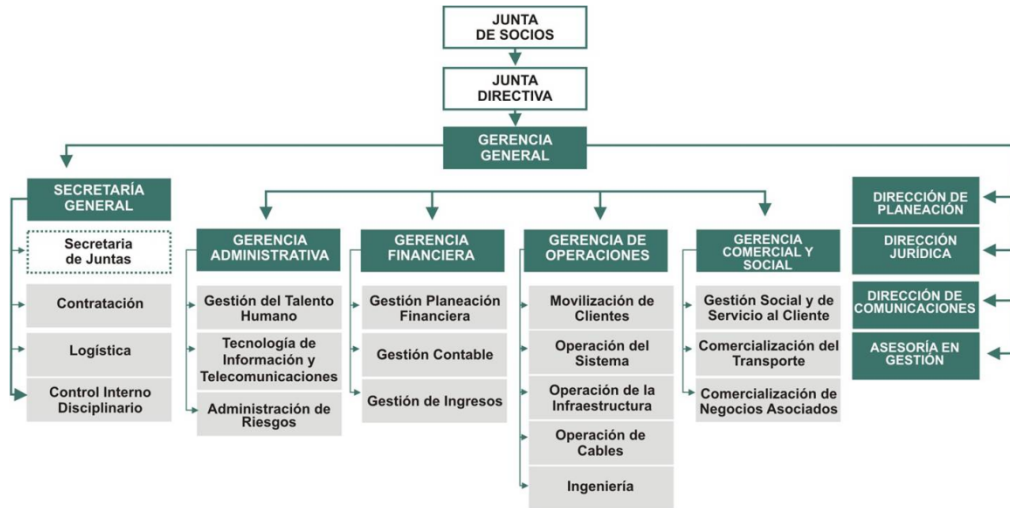 JUNTA
DE SOCIOS
JUNTA
DIRECTIVA
GERENCIA
GENERAL
SECRETARÍA
GENERAL
Secretaria
de Juntas
Contratación
Logística
Control Interno
Disciplinario
GERENCIA
ADMINISTRATIVA
Gestión del Talento
Humano
Tecnología de
Información y
Telecomunicaciones
Administración de
Riesgos
GERENCIA
FINANCIERA
Gestión Planeación
Financiera
Gestión Contable
Gestión de Ingresos
GERENCIA DE
OPERACIONES
Movilización de
Clientes
Operación del
Sistema
Operación de la
Infraestructura
Operación de
Cables
Ingeniería
GERENCIA
COMERCIAL Y
SOCIAL
Gestión Social y de
Servicio al Cliente
Comercialización del
Transporte
Comercialización de
Negocios Asociados
DIRECCIÓN DE
PLANEACIÓN
DIRECCIÓN
JURÍDICA
DIRECCIÓN DE
COMUNICACIONES
ASESORÍA EN
GESTIÓN